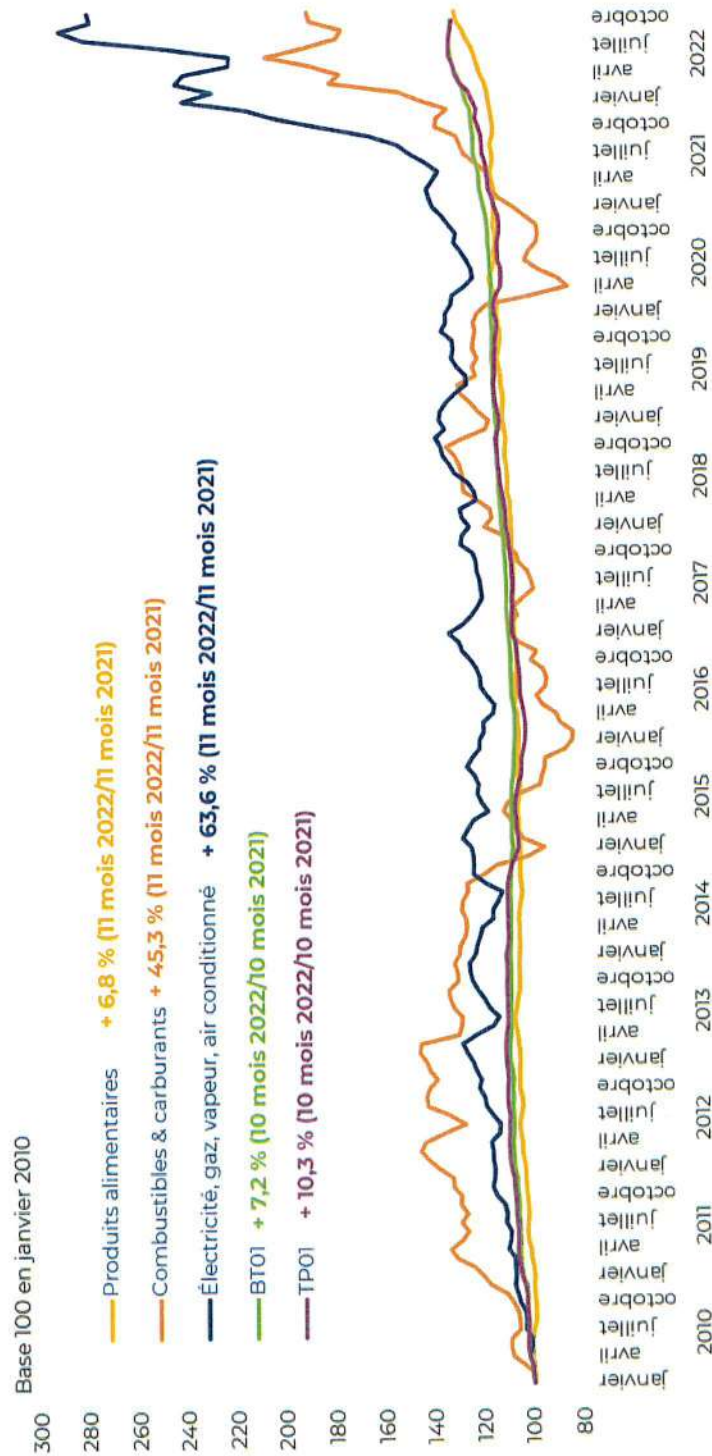 Base 100 en janvier 2010
300
280
260
240
220
200
180
160
140
120
100
80
Produits alimentaires + 6,8 % (11 mois 2022/11 mois 2021)
Combustibles & carburants + 45,3 % (11 mois 2022/11 mois 2021)
Électricité, gaz, vapeur, air conditionné + 63,6 % (11 mois 2022/11 mois 2021)
BT01 + 7,2 % (10 mois 2022/10 mois 2021)
TP01 + 10,3 % (10 mois 2022/10 mois 2021)
janvier avril juillet octobre janvier avril juillet octobre janvier avril juillet octobre janvier avril juillet octobre janvier avril juillet octobre janvier avril juillet octobre janvier avril juillet octobre janvier avril juillet octobre janvier avril juillet octobre janvier avril juillet octobre janvier avril juillet octobre janvier avril juillet octobre janvier avril juillet octobre
2010 2011 2012 2013 2014 2015 2016 2017 2018 2019 2020 2021 2022